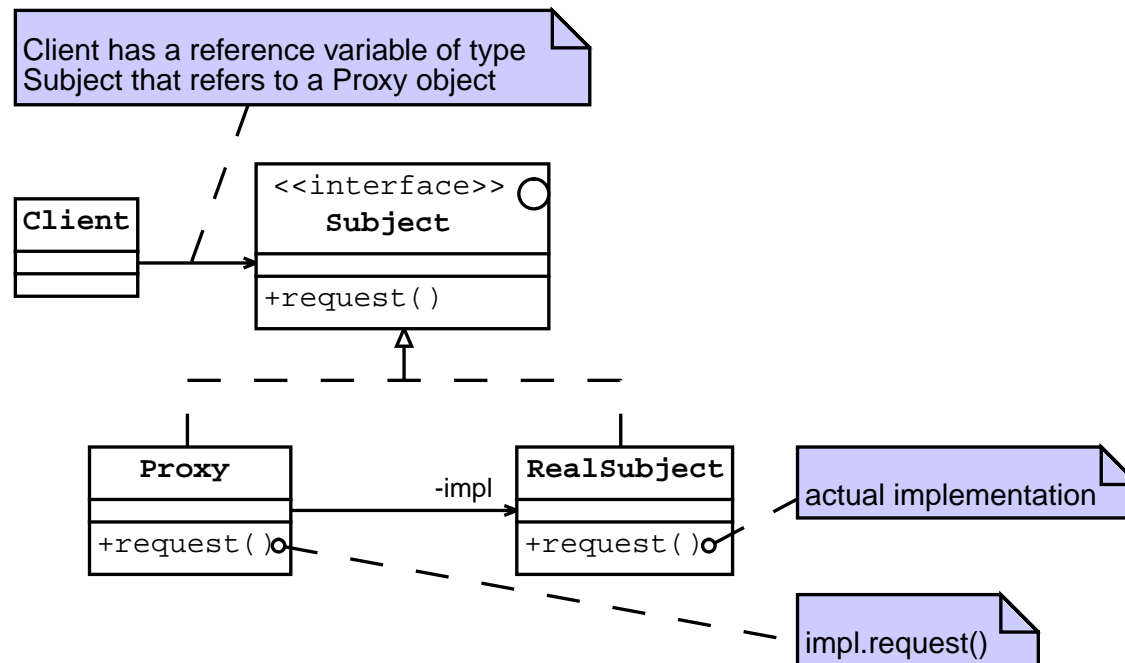 Client has a reference variable of type
Subject that refers to a Proxy object
<<interface>>
Subject
Client
+request()
Proxy
-impl
RealSubject
actual implementation
+request()
+request()
impl.request()